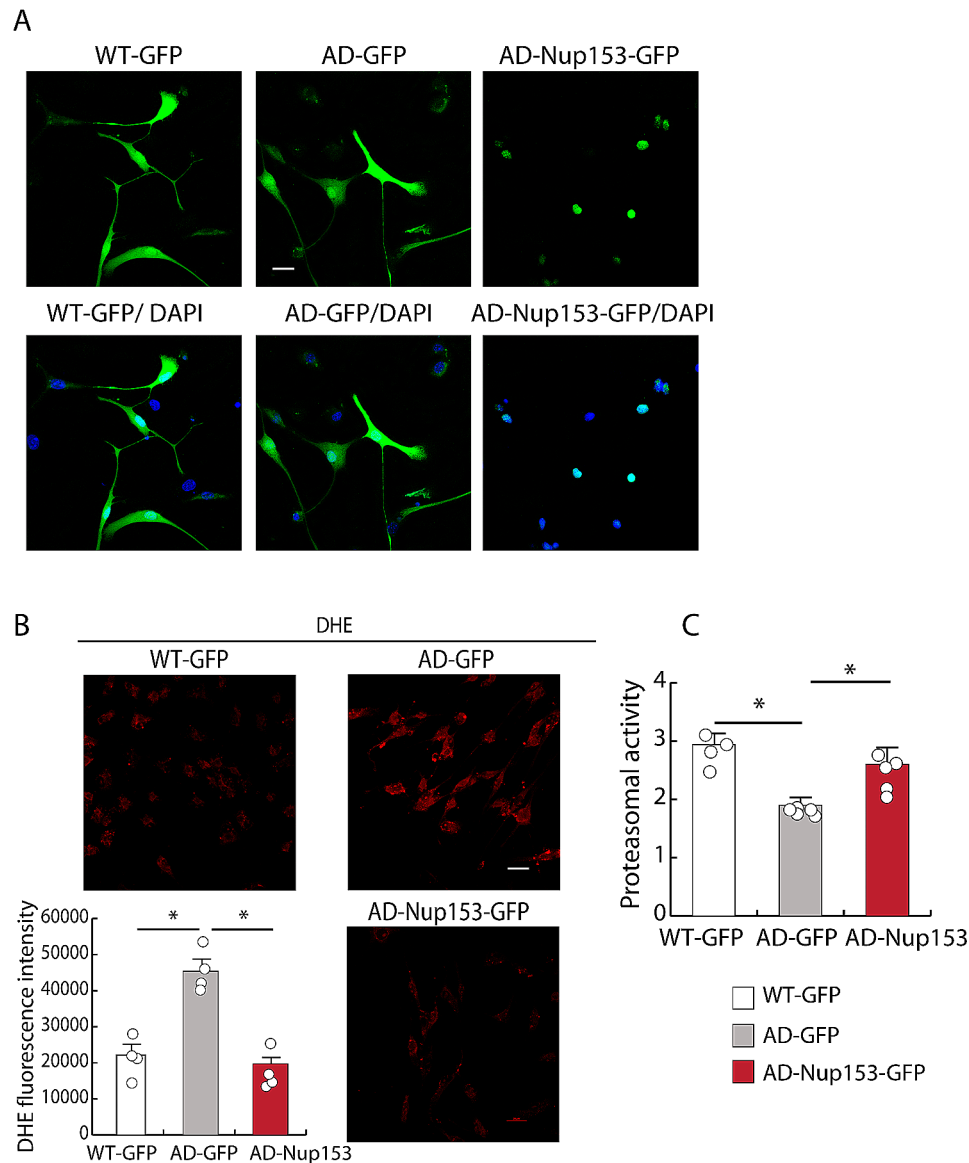 A
WT-GFP AD-GFP AD-Nup153-GFP
WT-GFP/ DAPI AD-GFP/DAPI AD-Nup153-GFP/DAPI
B
DHE
WT-GFP AD-GFP
AD-Nup153-GFP
DHE fluorescence intensity
60000
50000
40000
30000
20000
10000
0
* *
WT-GFP AD-GFP AD-Nup153
C
Proteasomal activity
4
3
2
1
0
* *
WT-GFP AD-GFP AD-Nup153
WT-GFP
AD-GFP
AD-Nup153-GFP